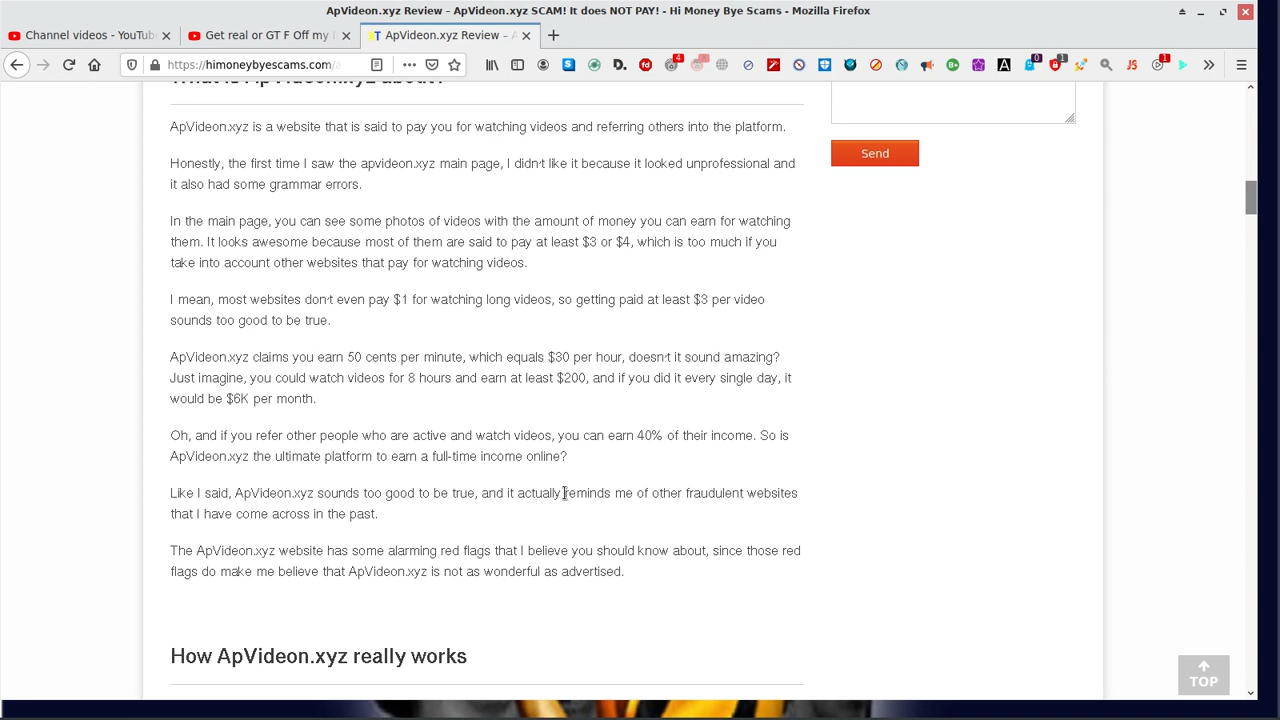 ApVideon.xyz Review – ApVideon.xyz SCAM! It does NOT PAY! - Hi Money Bye Scams - Mozilla Firefox
Channel videos - YouTub
Get real or GT F Off my l
ApVideon.xyz Review –
https://himoneybyescams.com/
What is ApVideon.xyz about?
ApVideon.xyz is a website that is said to pay you for watching videos and referring others into the platform.
Send
Honestly, the first time I saw the apvideon.xyz main page, I didn't like it because it looked unprofessional and
it also had some grammar errors.
In the main page, you can see some photos of videos with the amount of money you can earn for watching
them. It looks awesome because most of them are said to pay at least $3 or $4, which is too much if you
take into account other websites that pay for watching videos.
I mean, most websites don't even pay $1 for watching long videos, so getting paid at least $3 per video
sounds too good to be true.
ApVideon.xyz claims you earn 50 cents per minute, which equals $30 per hour, doesn't it sound amazing?
Just imagine, you could watch videos for 8 hours and earn at least $200, and if you did it every single day, it
would be $6K per month.
Oh, and if you refer other people who are active and watch videos, you can earn 40% of their income. So is
ApVideon.xyz the ultimate platform to earn a full-time income online?
Like I said, ApVideon.xyz sounds too good to be true, and it actually reminds me of other fraudulent websites
that I have come across in the past.
The ApVideon.xyz website has some alarming red flags that I believe you should know about, since those red
flags do make me believe that ApVideon.xyz is not as wonderful as advertised.
How ApVideon.xyz really works
TOP